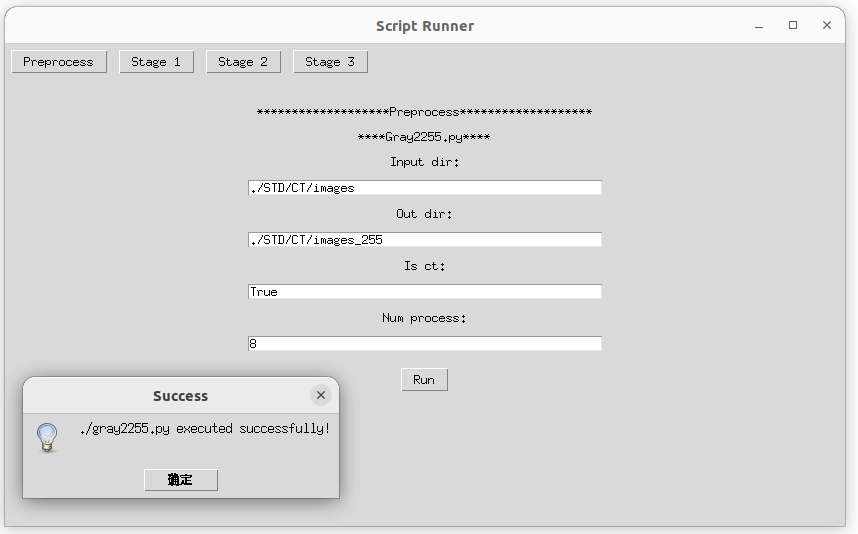 Script Runner
Preprocess Stage 1 Stage 2 Stage 3
*******************Preprocess*******************
****Gray2255.py****
Input dir:
./STD/CT/images
Out dir:
./STD/CT/images_255
Is ct:
True
Num process:
8
Run
Success
./gray2255.py executed successfully!
确定